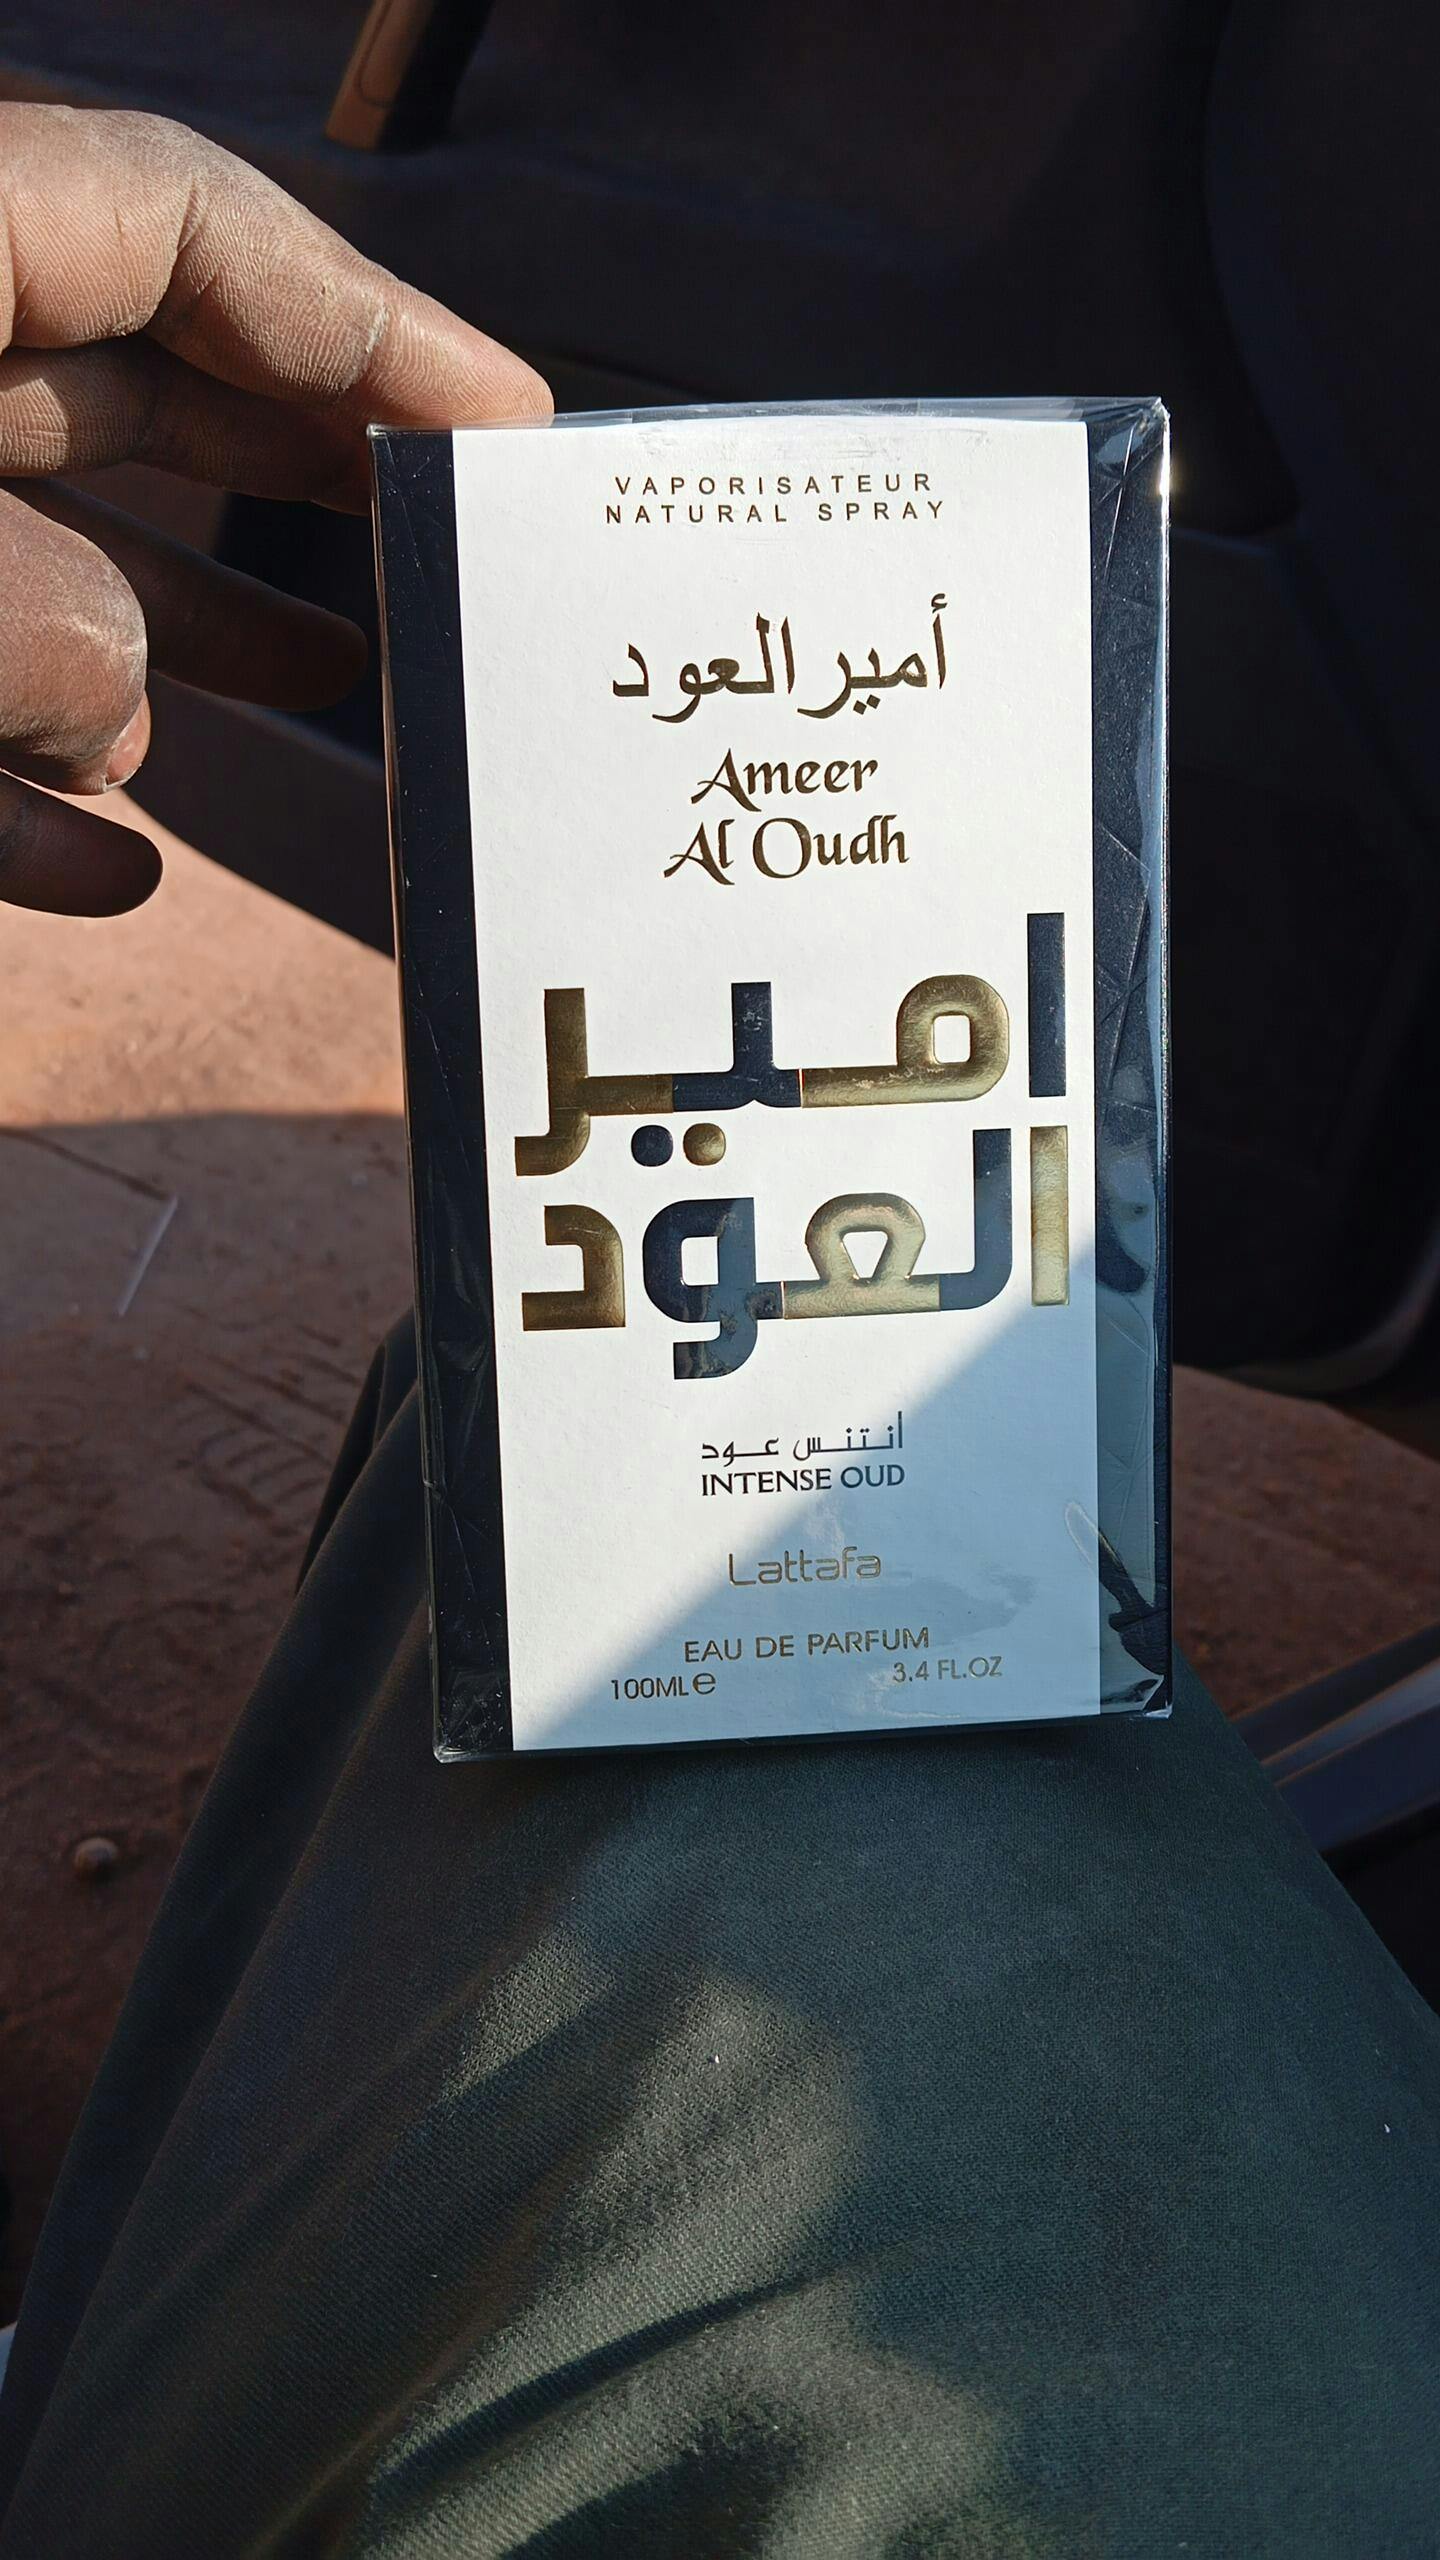 VAPORISATEUR
NATURAL SPRAY
أمير العود
Ameer
Al Oudh
امير
العود
أنتنس عود
INTENSE OUD
Lattafa
EAU DE PARFUM
100ML℮ 3.4 FL.OZ